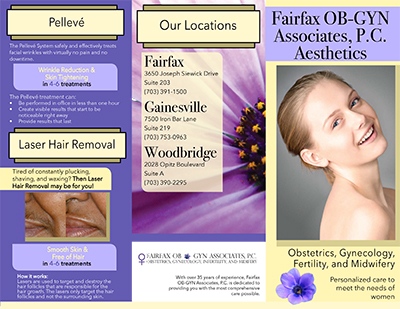 Pellevé
The Pellevé System safely and effectively treats
facial wrinkles with virtually no pain and no
downtime.
Wrinkle Reduction &
Skin Tightening
in 4-6 treatments
The Pellevé treatment can:
• Be performed in office in less than one hour
• Create visible results that start to be
noticeable right away
• Provide results that last
Laser Hair Removal
Tired of constantly plucking,
shaving, and waxing? Then Laser
Hair Removal may be for you!
Smooth Skin &
Free of Hair
in 4-6 treatments
How it works:
Lasers are used to target and destroy the
hair follicles that are responsible for the
hair growth. The lasers only target the hair
follicles and not the surrounding skin.
Our Locations
Fairfax
3650 Joseph Siewick Drive
Suite 203
(703) 391-1500
Gainesville
7500 Iron Bar Lane
Suite 219
(703) 753-0963
Woodbridge
2028 Opitz Boulevard
Suite A
(703) 390-2295
FAIRFAX OB GYN ASSOCIATES, P.C.
OBSTETRICS, GYNECOLOGY, INFERTILITY, AND MIDWIFERY
With over 35 years of experience, Fairfax
OB-GYN Associates, P.C. is dedicated to
providing you with the most comprehensive
care possible.
Fairfax OB-GYN
Associates, P.C.
Aesthetics
Obstetrics, Gynecology,
Fertility, and Midwifery
Personalized care to
meet the needs of
women